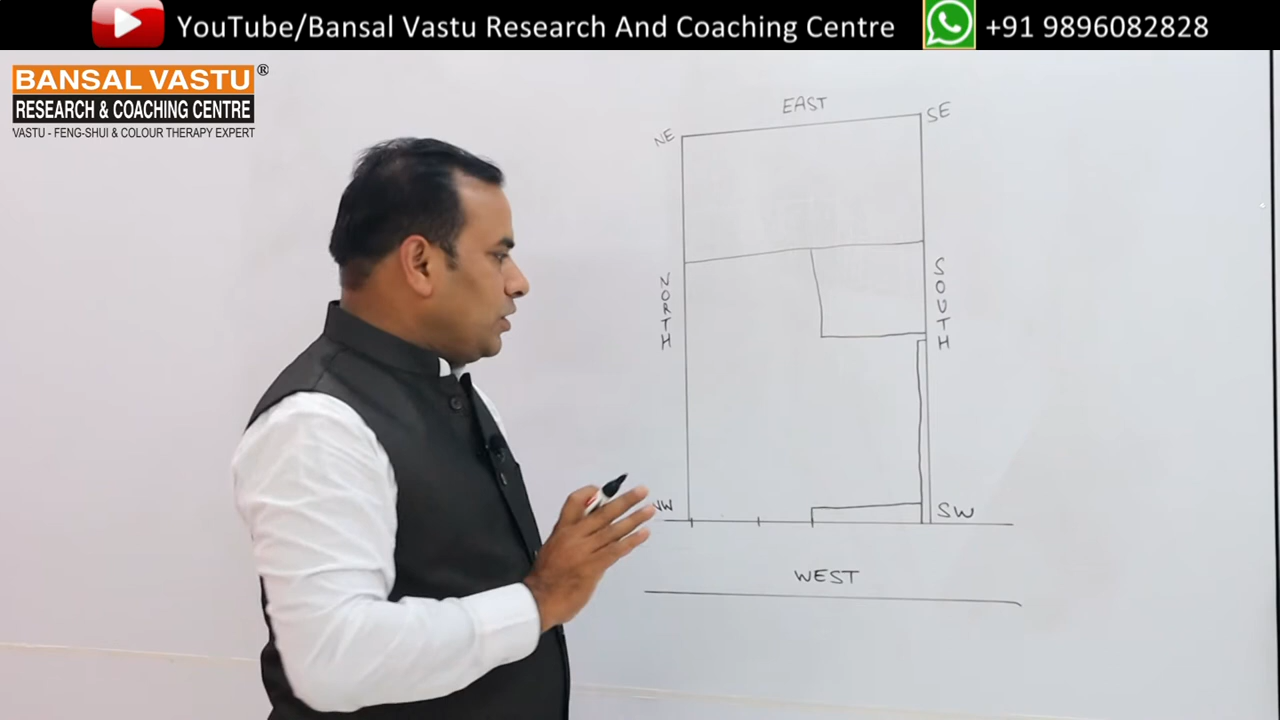 YouTube/Bansal Vastu Research And Coaching Centre +91 9896082828
BANSAL VASTU®
RESEARCH & COACHING CENTRE
VASTU - FENG-SHUI & COLOUR THERAPY EXPERT
EAST
NE
SE
NORTH
SOUTH
NW
SW
WEST